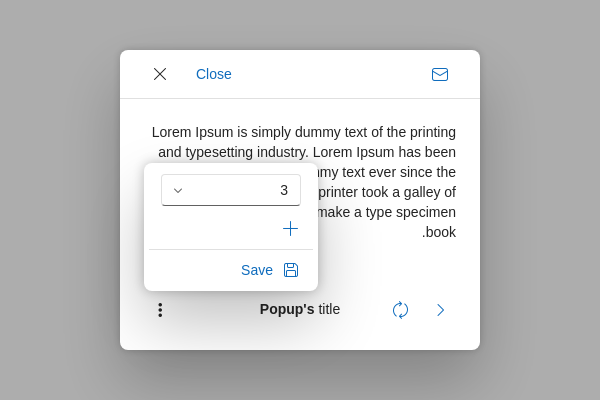 Close
Lorem Ipsum is simply dummy text of the printing
and typesetting industry. Lorem Ipsum has been
text ever since the
printer took a galley of
make a type specimen
.book
3
Save
Popup's title